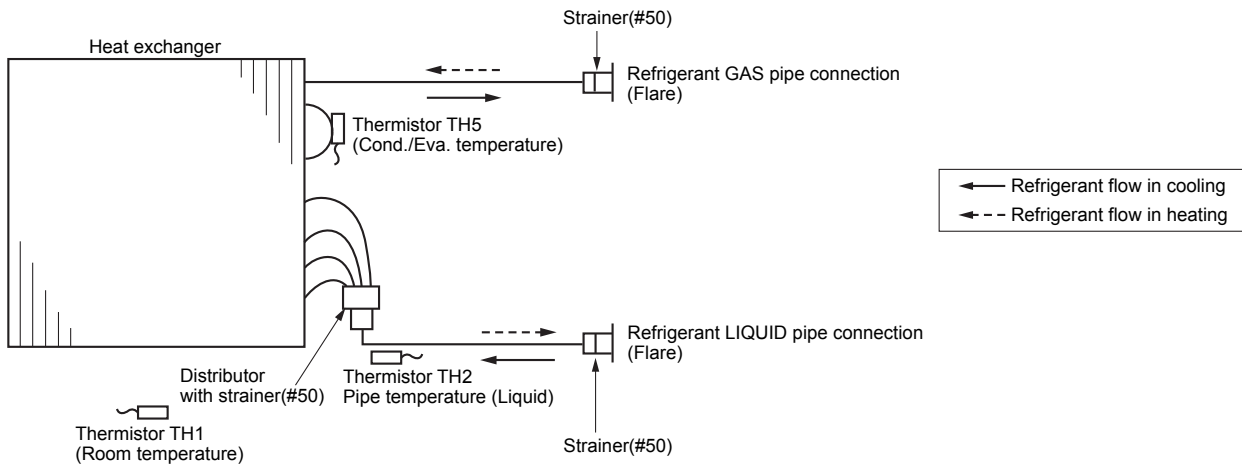 Strainer(#50)
Heat exchanger
Refrigerant GAS pipe connection
(Flare)
Thermistor TH5
(Cond./Eva. temperature)
Refrigerant flow in cooling
Refrigerant flow in heating
Refrigerant LIQUID pipe connection
(Flare)
Distributor
with strainer(#50)
Thermistor TH2
Pipe temperature (Liquid)
Thermistor TH1
(Room temperature)
Strainer(#50)